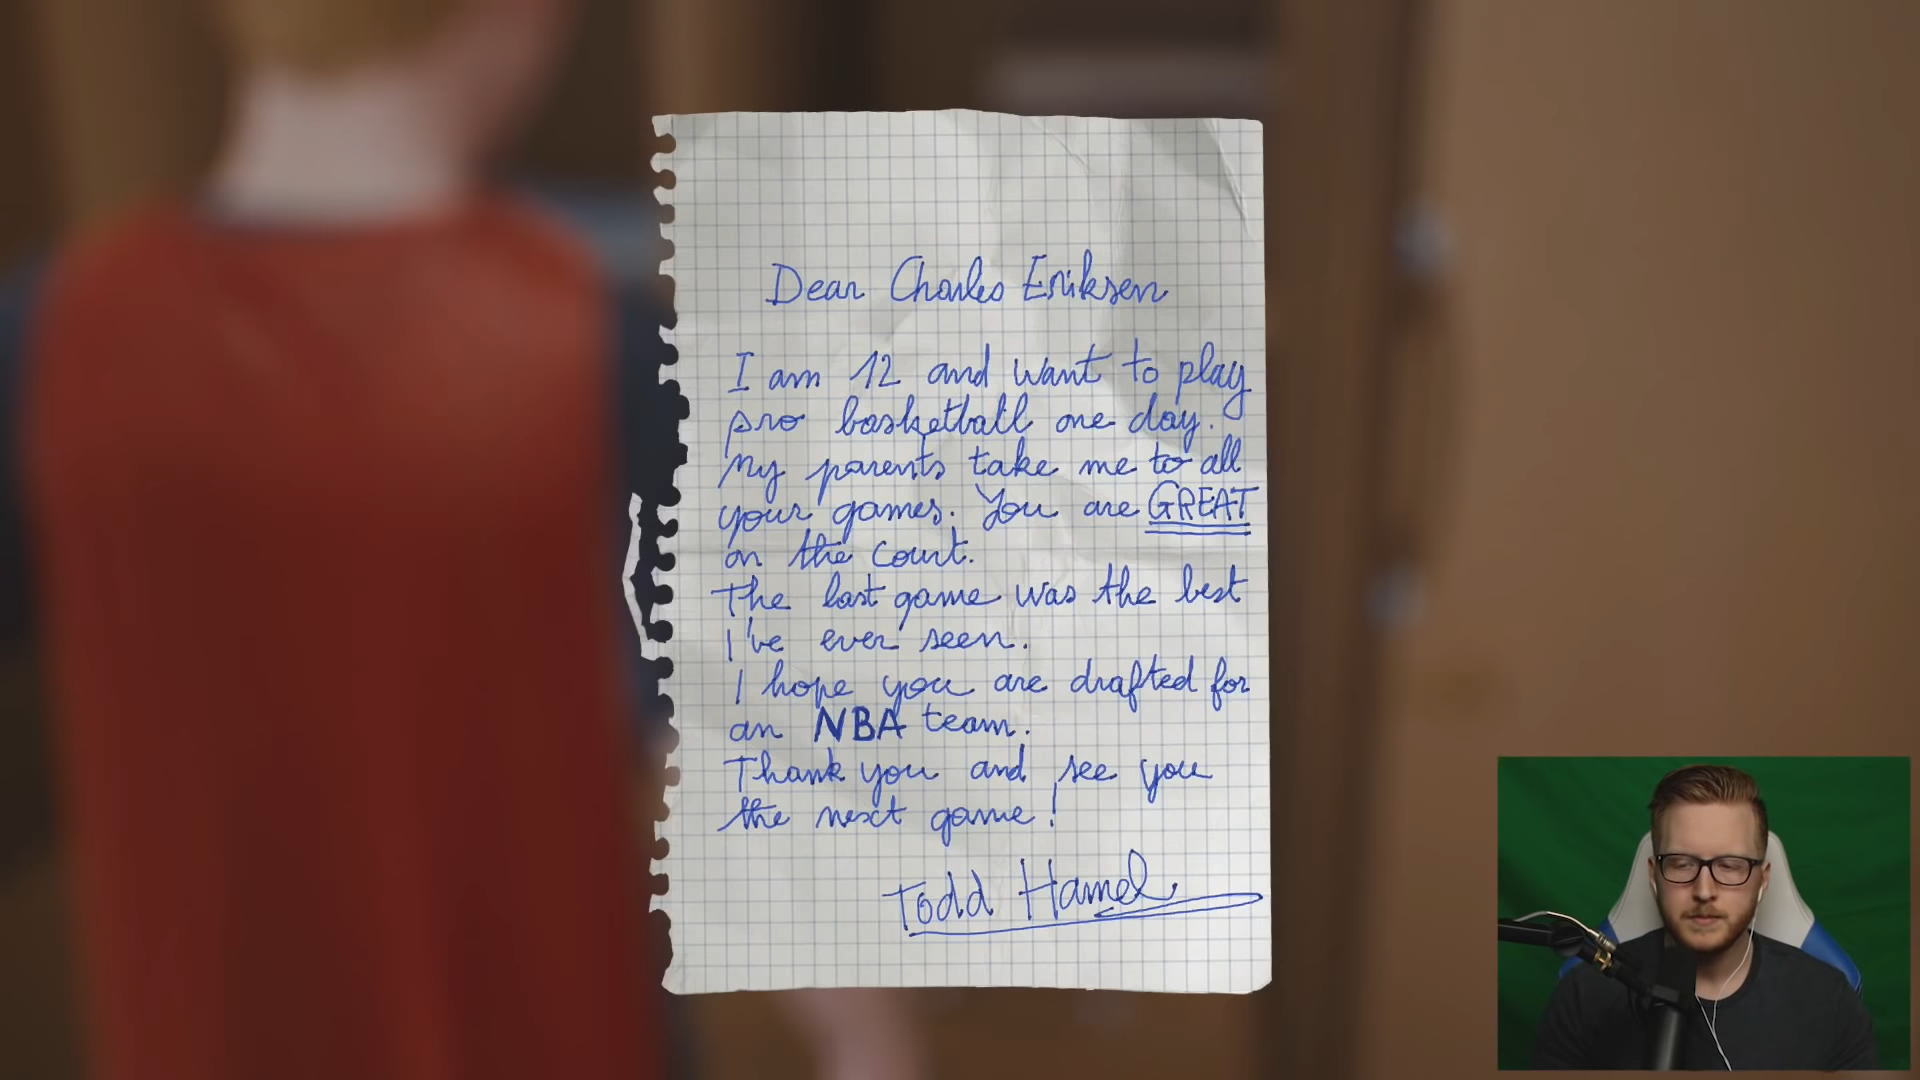 Dear Charles Eriksen
I am 12 and want to play
pro basketball one day.
My parents take me to all
your games. You are GREAT
on the court.
The last game was the best
I've ever seen.
I hope you are drafted for
an NBA team.
Thank you and see you
the next game!
Todd Hamel